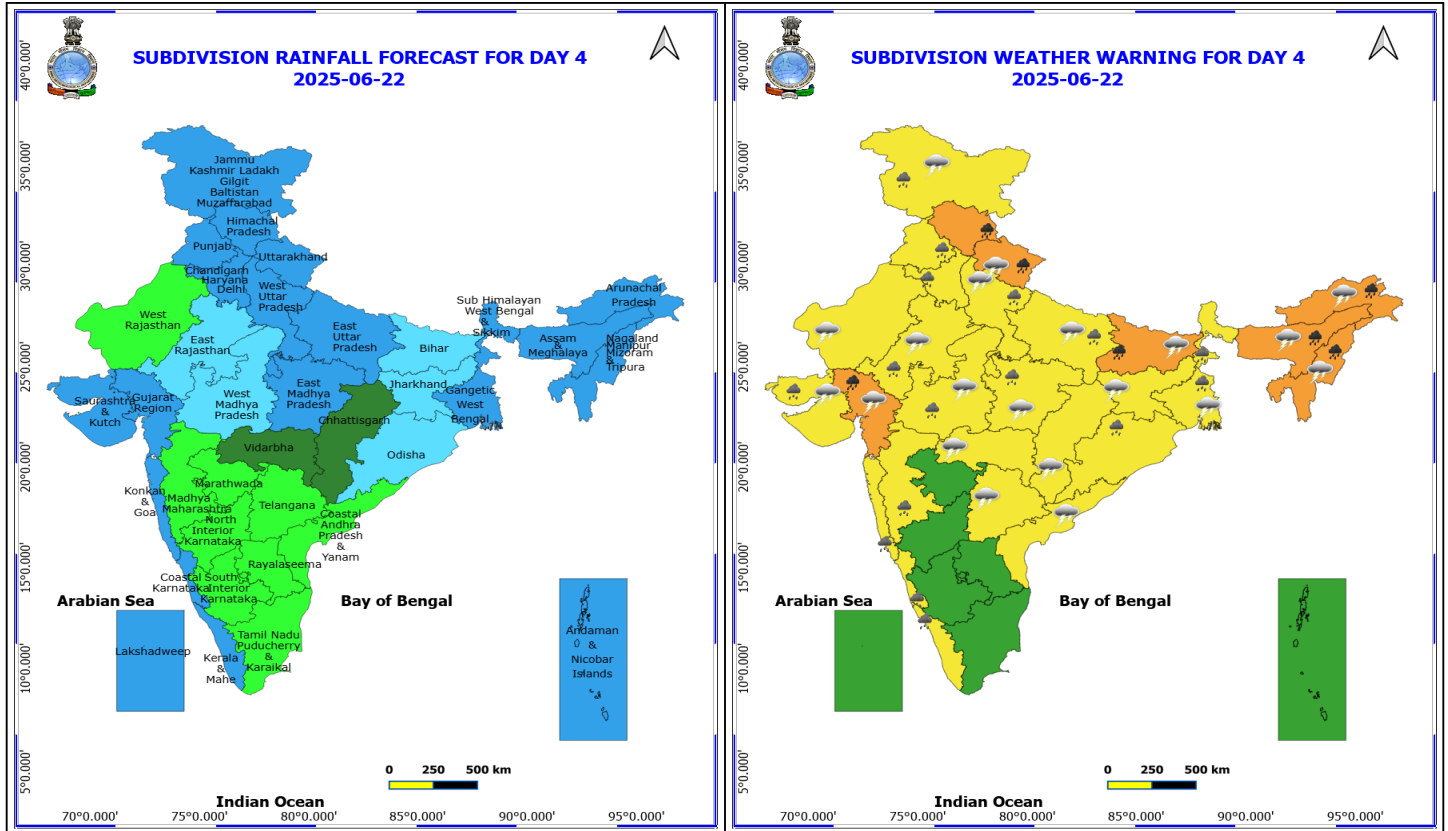 SUBDIVISION RAINFALL FORECAST FOR DAY 4
2025-06-22
40°0.000'
35°0.000'
30°0.000'
25°0.000'
20°0.000'
15°0.000'
10°0.000'
5°0.000'
Jammu
Kashmir Ladakh
Gilgit
Baltistan
Muzaffarabad
Himachal
Pradesh
Punjab
Uttarakhand
Chandigarh
Haryana
Delhi
West
Uttar
Pradesh
West
Rajasthan
East
Rajasthan
East
Uttar
Pradesh
Sub Himalayan
West Bengal
&
Sikkim
Arunachal
Pradesh
Assam
&
Meghalaya
Nagaland
Manipur
Mizoram
&
Tripura
Bihar
Jharkhand
Gangetic
West
Bengal
Saurashtra
&
Kutch
Gujarat
Region
West
Madhya
Pradesh
East
Madhya
Pradesh
Chhattisgarh
Vidarbha
Odisha
Konkan
&
Goa
Marathwada
Madhya
Maharashtra
Telangana
North
Interior
Karnataka
Coastal
Andhra
Pradesh
&
Yanam
Rayalaseema
Coastal
Karnataka
South
Interior
Karnataka
Tamil Nadu
Puducherry
&
Karaikal
Kerala
&
Mahe
Lakshadweep
Andaman
&
Nicobar
Islands
Arabian Sea
Bay of Bengal
0 250 500 km
Indian Ocean
70°0.000' 75°0.000' 80°0.000' 85°0.000' 90°0.000' 95°0.000'
SUBDIVISION WEATHER WARNING FOR DAY 4
2025-06-22
40°0.000'
35°0.000'
30°0.000'
25°0.000'
20°0.000'
15°0.000'
10°0.000'
5°0.000'
Arabian Sea
Bay of Bengal
0 250 500 km
Indian Ocean
70°0.000' 75°0.000' 80°0.000' 85°0.000' 90°0.000' 95°0.000'